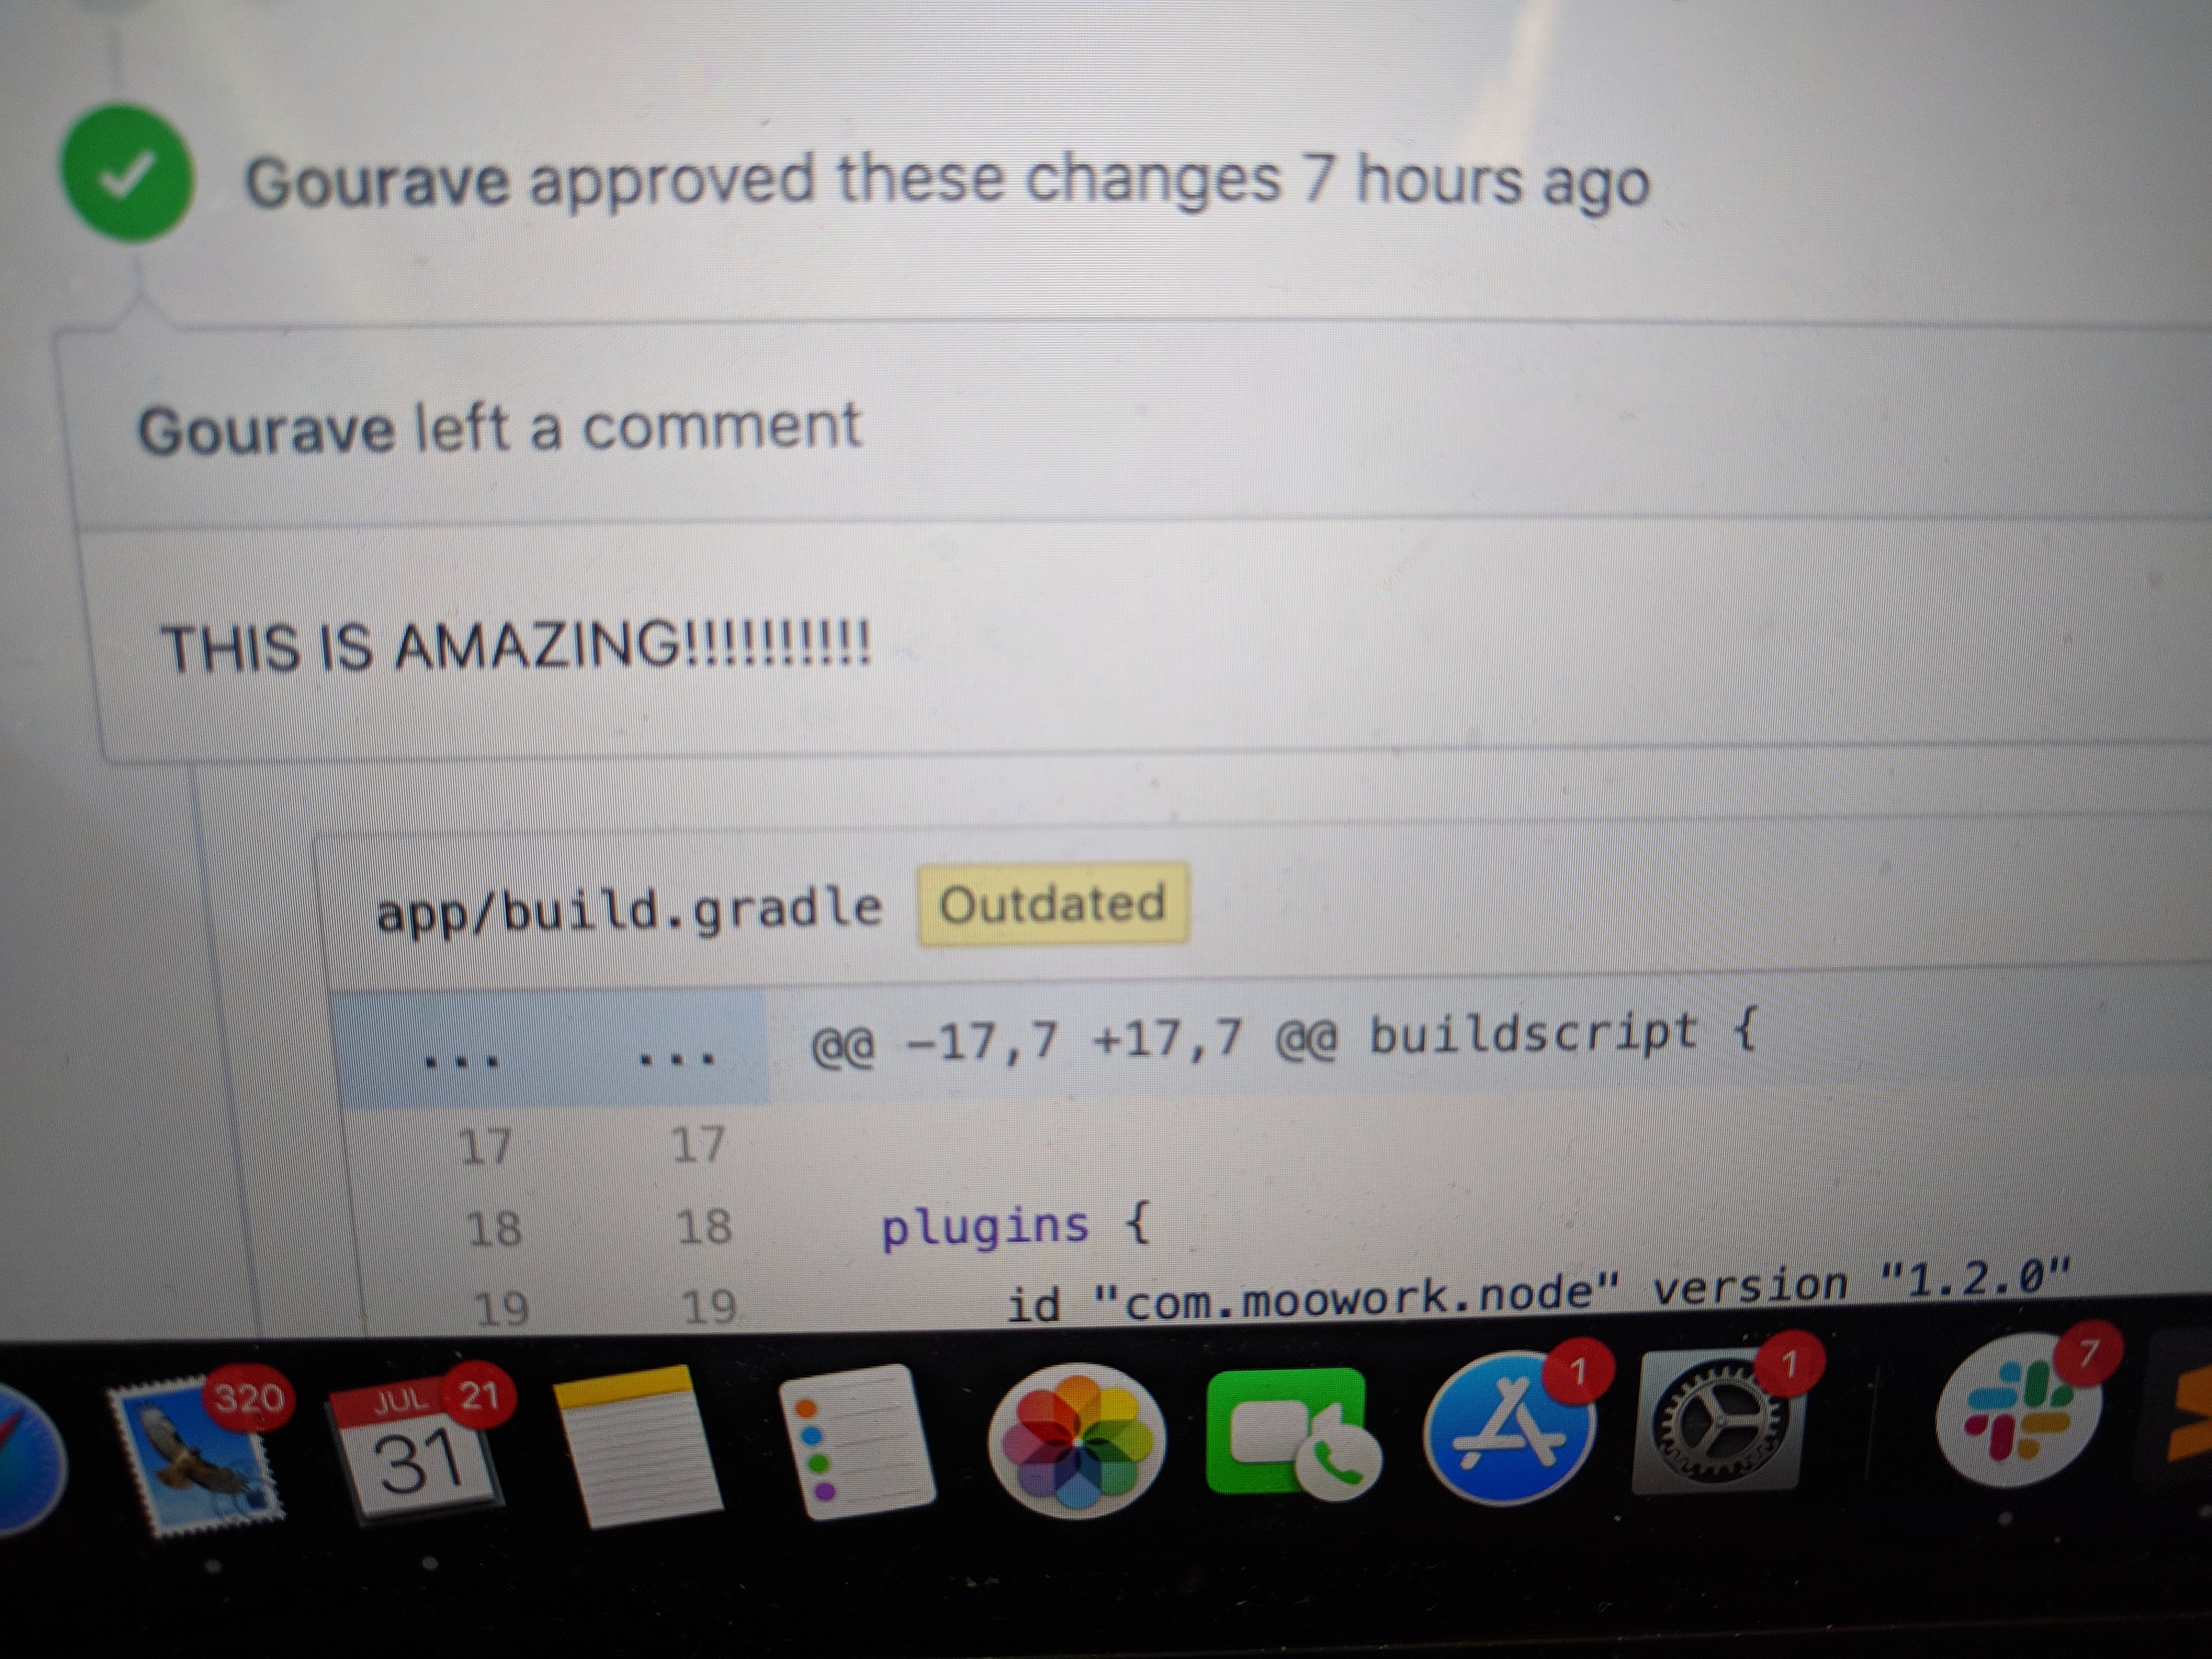 Gourave approved these changes 7 hours ago
Gourave left a comment
THIS IS AMAZING!!!!!!!!!!
app/build.gradle Outdated
... ... @@ -17,7 +17,7 @@ buildscript {
17 17
18 18 plugins {
19 19 id "com.moowork.node" version "1.2.0"
320 JUL 21 1 1 7
31